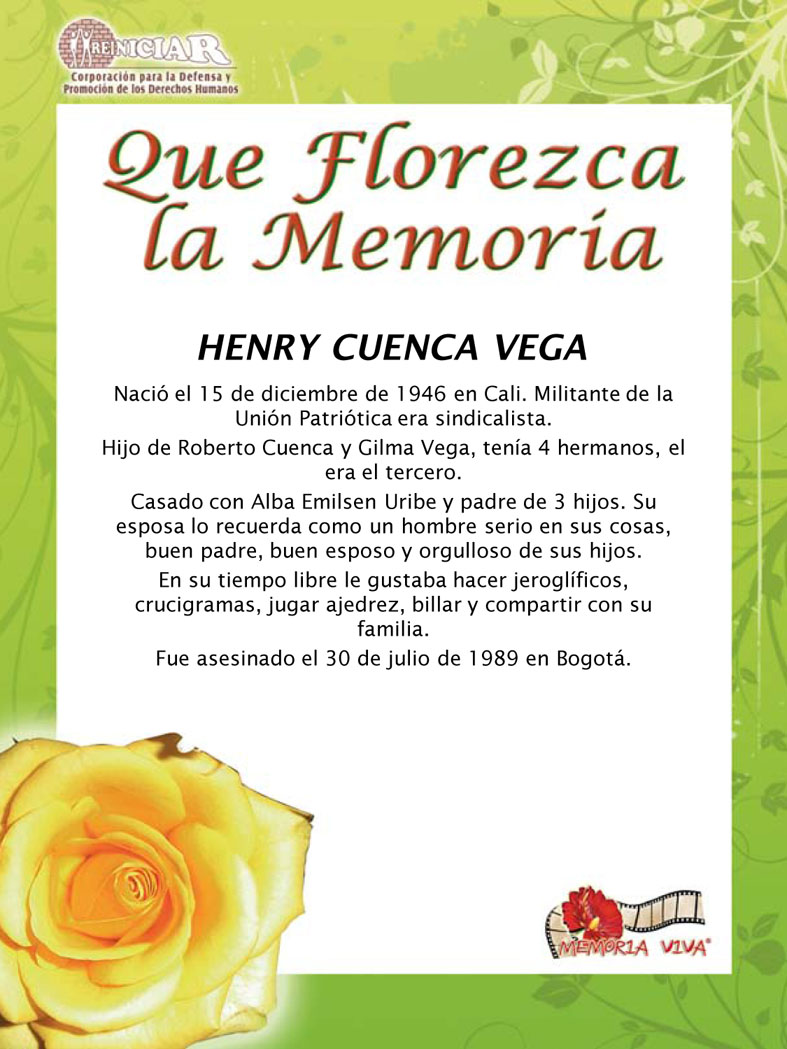 REINICIAR
Corporación para la Defensa y
Promoción de los Derechos Humanos
Que Florezca
la Memoria
HENRY CUENCA VEGA
Nació el 15 de diciembre de 1946 en Cali. Militante de la
Unión Patriótica era sindicalista.
Hijo de Roberto Cuenca y Gilma Vega, tenía 4 hermanos, el
era el tercero.
Casado con Alba Emilsen Uribe y padre de 3 hijos. Su
esposa lo recuerda como un hombre serio en sus cosas,
buen padre, buen esposo y orgulloso de sus hijos.
En su tiempo libre le gustaba hacer jeroglíficos,
crucigramas, jugar ajedrez, billar y compartir con su
familia.
Fue asesinado el 30 de julio de 1989 en Bogotá.
MEMORIA VIVA®